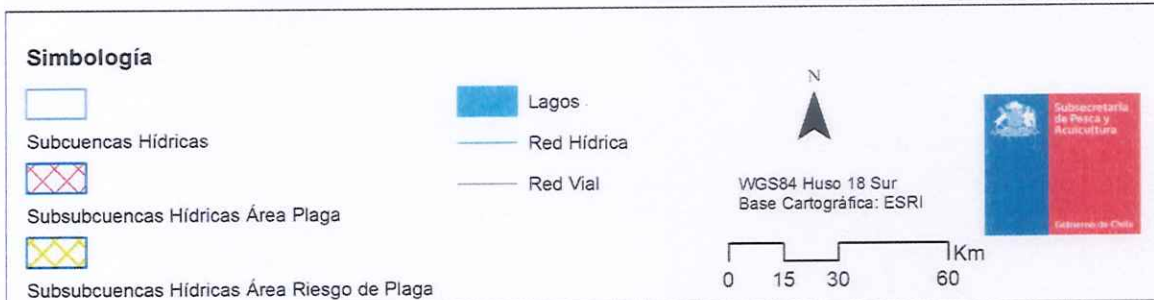 Simbología
Subcuencas Hídricas
Subsubcuencas Hídricas Área Plaga
Subsubcuencas Hídricas Área Riesgo de Plaga
Lagos
Red Hídrica
Red Vial
N
WGS84 Huso 18 Sur
Base Cartográfica: ESRI
Km
0 15 30 60
Subsecretaría
de Pesca y
Acuicultura
Gobierno de Chile